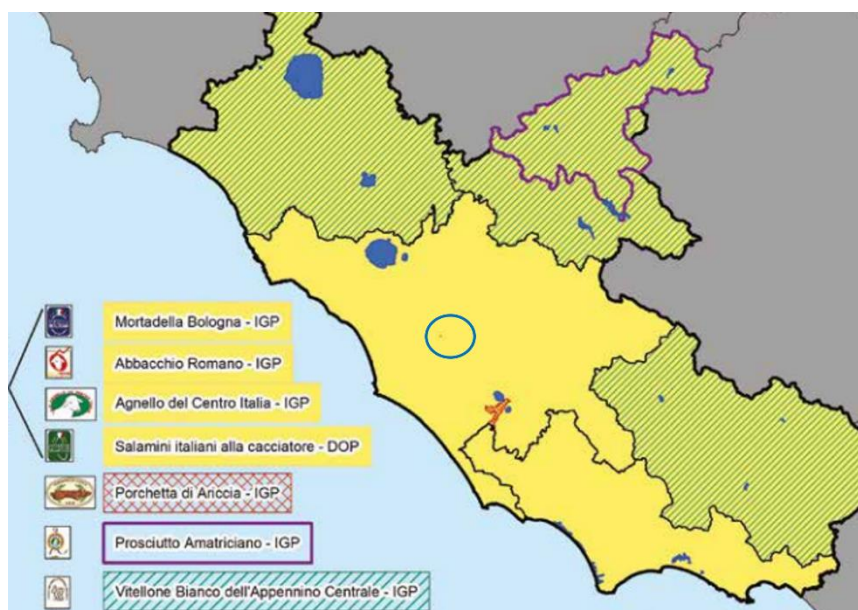 Mortadella Bologna - IGP
Abbacchio Romano - IGP
Agnello del Centro Italia - IGP
Salamini italiani alla cacciatore - DOP
Porchetta di Ariccia - IGP
Prosciutto Amatriciano - IGP
Vitellone Bianco dell'Appennino Centrale - IGP